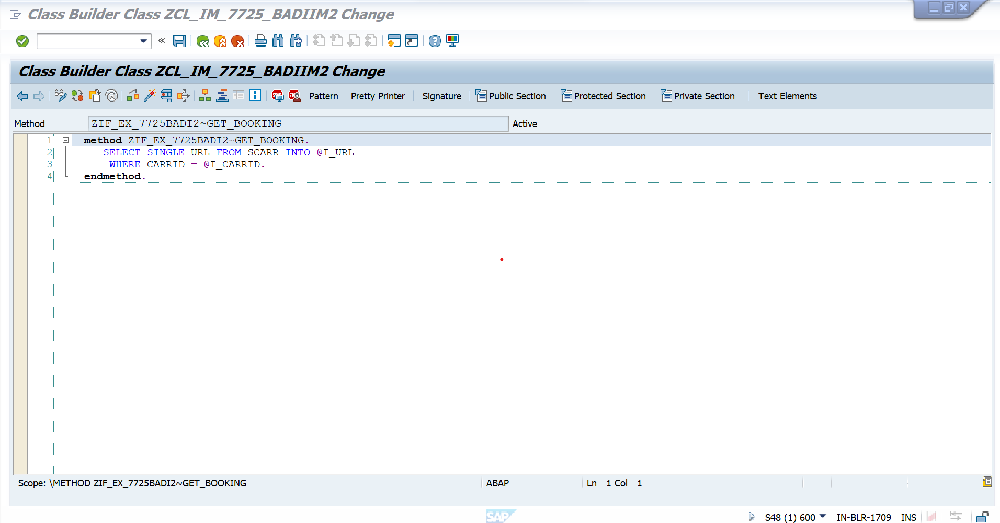 Class Builder Class ZCL_IM_7725_BADIIM2 Change
Class Builder Class ZCL_IM_7725_BADIIM2 Change
Pattern Pretty Printer Signature Public Section Protected Section Private Section Text Elements
Method ZIF_EX_7725BADI2~GET_BOOKING Active
1 method ZIF_EX_7725BADI2~GET_BOOKING.
2 SELECT SINGLE URL FROM SCARR INTO @I_URL
3 WHERE CARRID = @I_CARRID.
4 endmethod.
Scope: \METHOD ZIF_EX_7725BADI2~GET_BOOKING ABAP Ln 1 Col 1
SAP
S48 (1) 600 IN-BLR-1709 INS